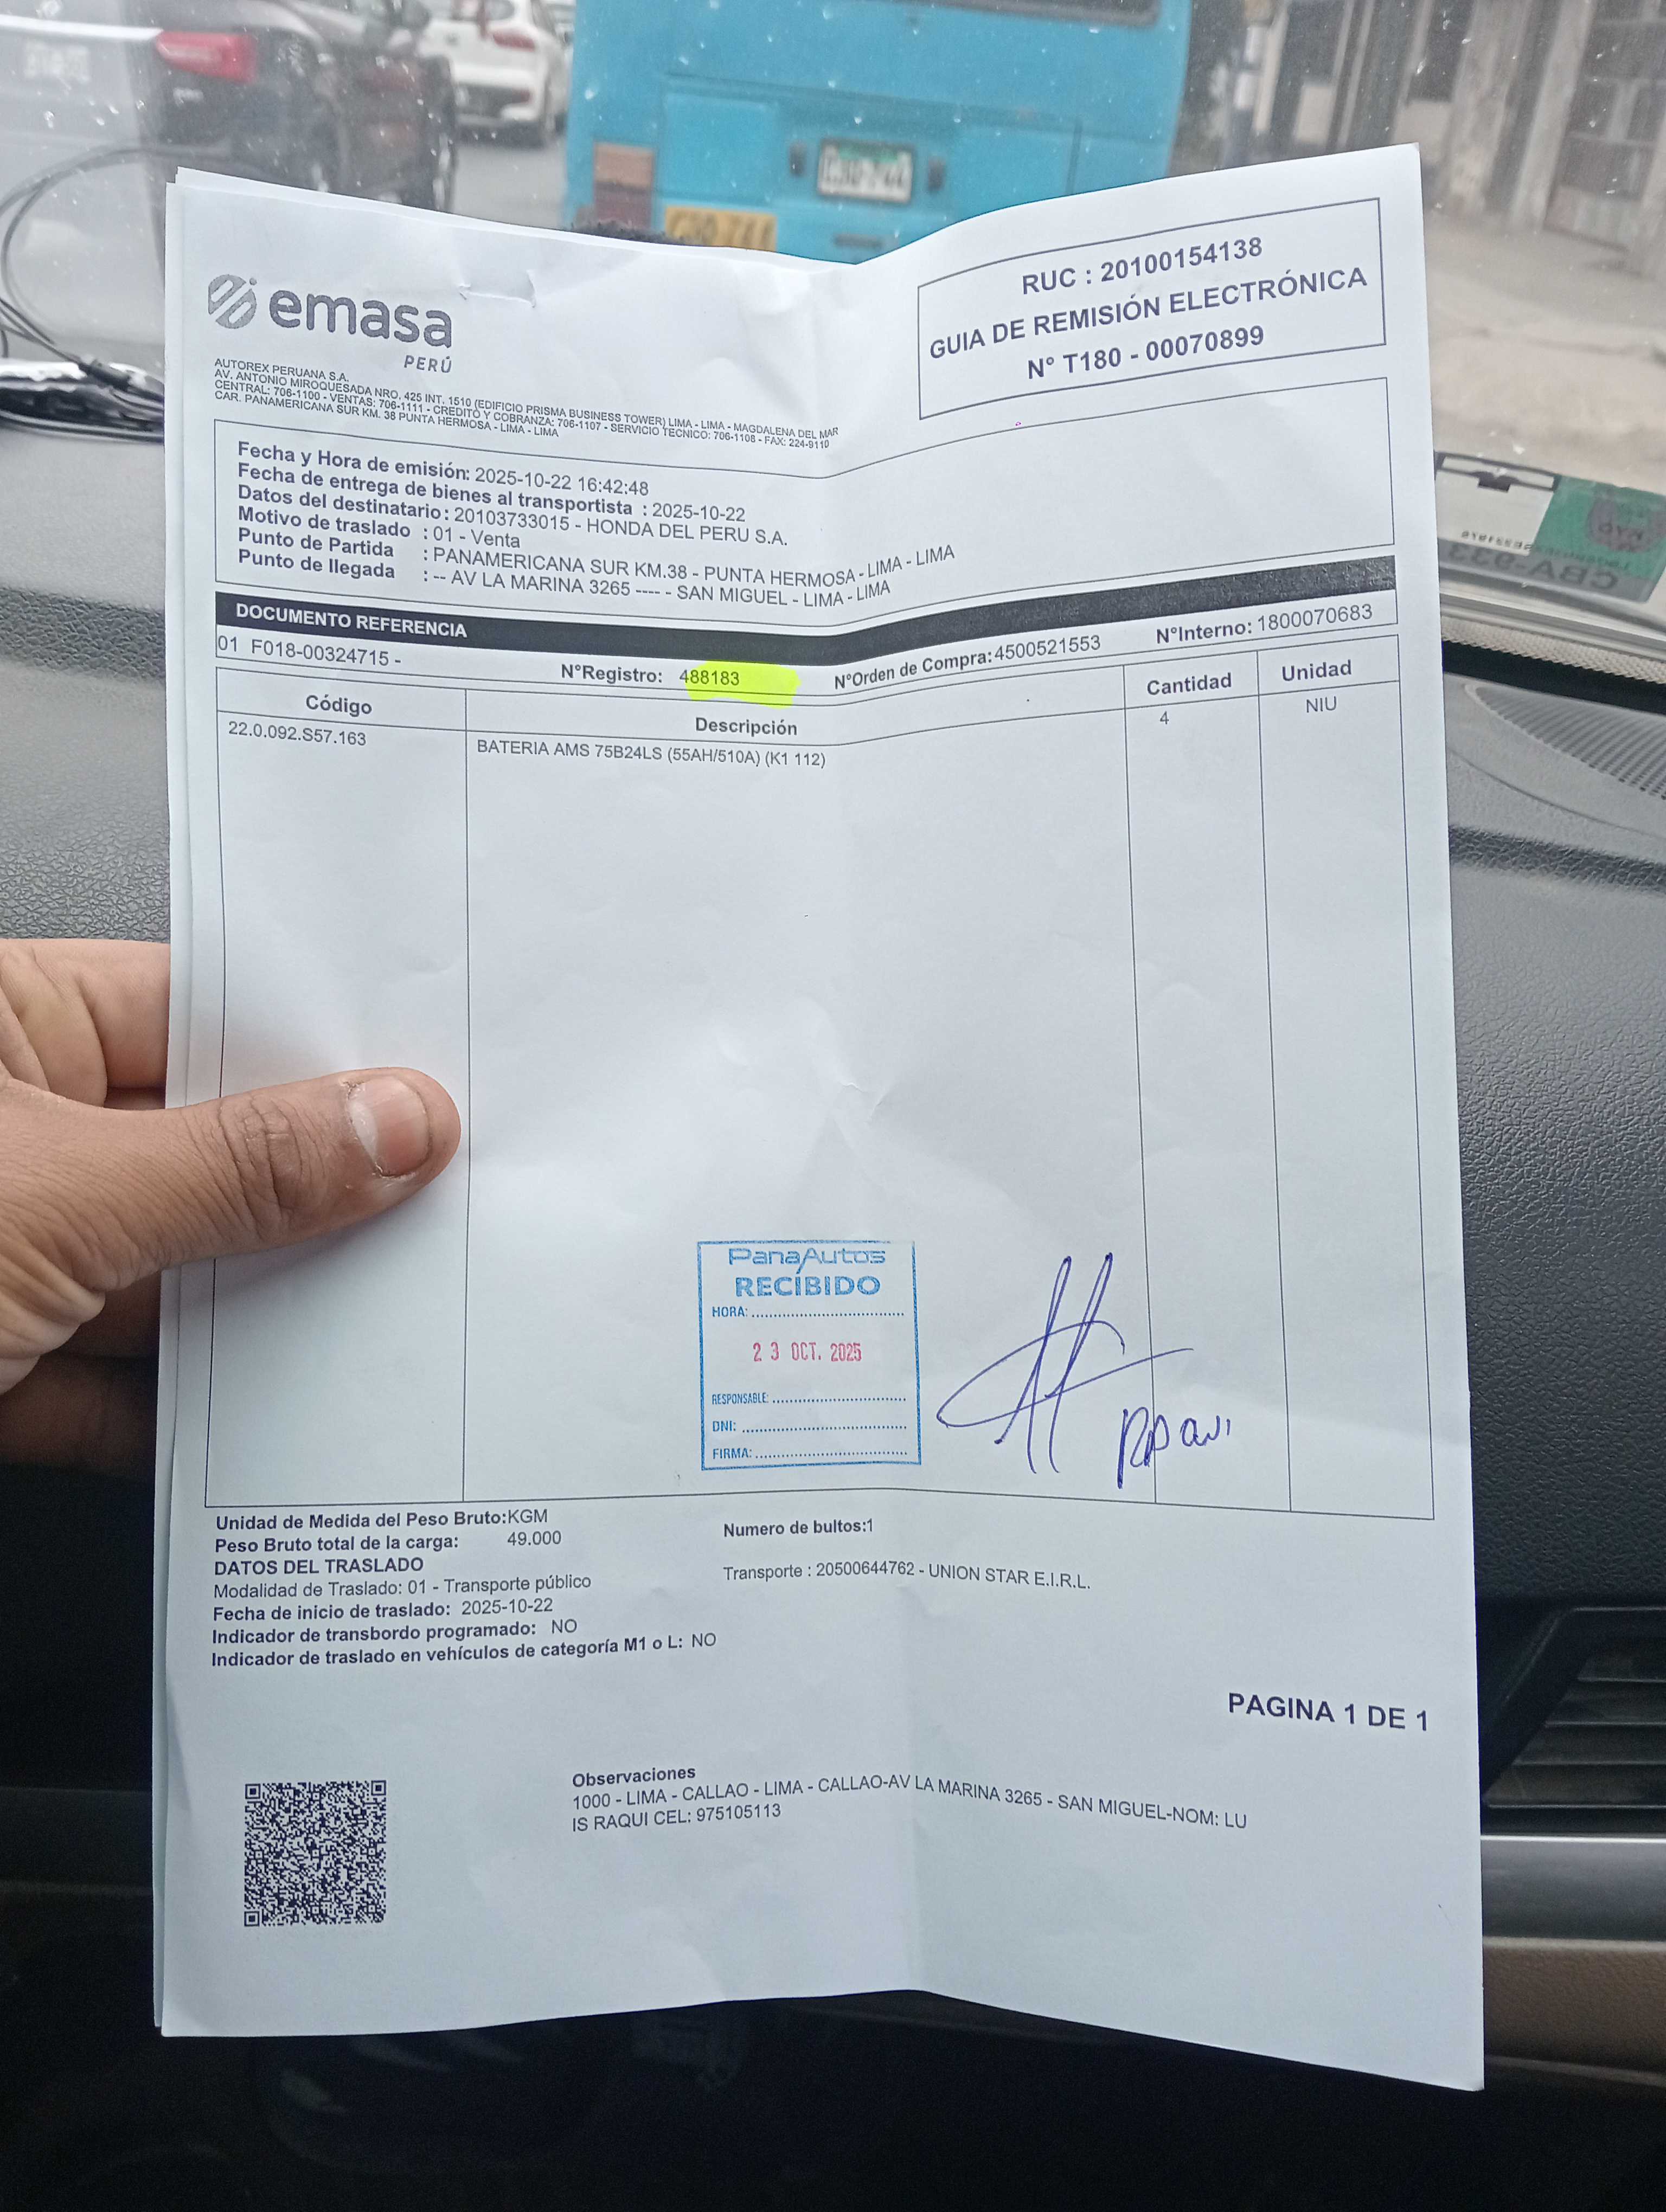 emasa
PERÚ
AUTOREX PERUANA S.A.
AV. ANTONIO MIROQUESADA NRO. 425 INT. 1510 (EDIFICIO PRISMA BUSINESS TOWER) LIMA - LIMA - MAGDALENA DEL MAR
CENTRAL: 706-1100 - VENTAS: 706-1111 - CREDITO Y COBRANZA: 706-1107 - SERVICIO TECNICO: 706-1108 - FAX: 224-9110
CAR. PANAMERICANA SUR KM. 38 PUNTA HERMOSA - LIMA - LIMA
RUC : 20100154138
GUIA DE REMISIÓN ELECTRÓNICA
N° T180 - 00070899
Fecha y Hora de emisión: 2025-10-22 16:42:48
Fecha de entrega de bienes al transportista : 2025-10-22
Datos del destinatario: 20103733015 - HONDA DEL PERU S.A.
Motivo de traslado : 01 - Venta
Punto de Partida : PANAMERICANA SUR KM.38 - PUNTA HERMOSA - LIMA - LIMA
Punto de llegada : -- AV LA MARINA 3265 ---- - SAN MIGUEL - LIMA - LIMA
DOCUMENTO REFERENCIA
01 F018-00324715 - N°Registro: 488183 N°Orden de Compra: 4500521553 N°Interno: 1800070683
Código Descripción Cantidad Unidad
22.0.092.S57.163 BATERIA AMS 75B24LS (55AH/510A) (K1 112) 4 NIU
PanaAutos
RECIBIDO
HORA:
23 OCT. 2025
RESPONSABLE:
DNI:
FIRMA:
Unidad de Medida del Peso Bruto: KGM
Peso Bruto total de la carga: 49.000
Numero de bultos:1
DATOS DEL TRASLADO
Modalidad de Traslado: 01 - Transporte público
Transporte : 20500644762 - UNION STAR E.I.R.L.
Fecha de inicio de traslado: 2025-10-22
Indicador de transbordo programado: NO
Indicador de traslado en vehículos de categoría M1 o L: NO
PAGINA 1 DE 1
Observaciones
1000 - LIMA - CALLAO - LIMA - CALLAO-AV LA MARINA 3265 - SAN MIGUEL-NOM: LU
IS RAQUI CEL: 975105113